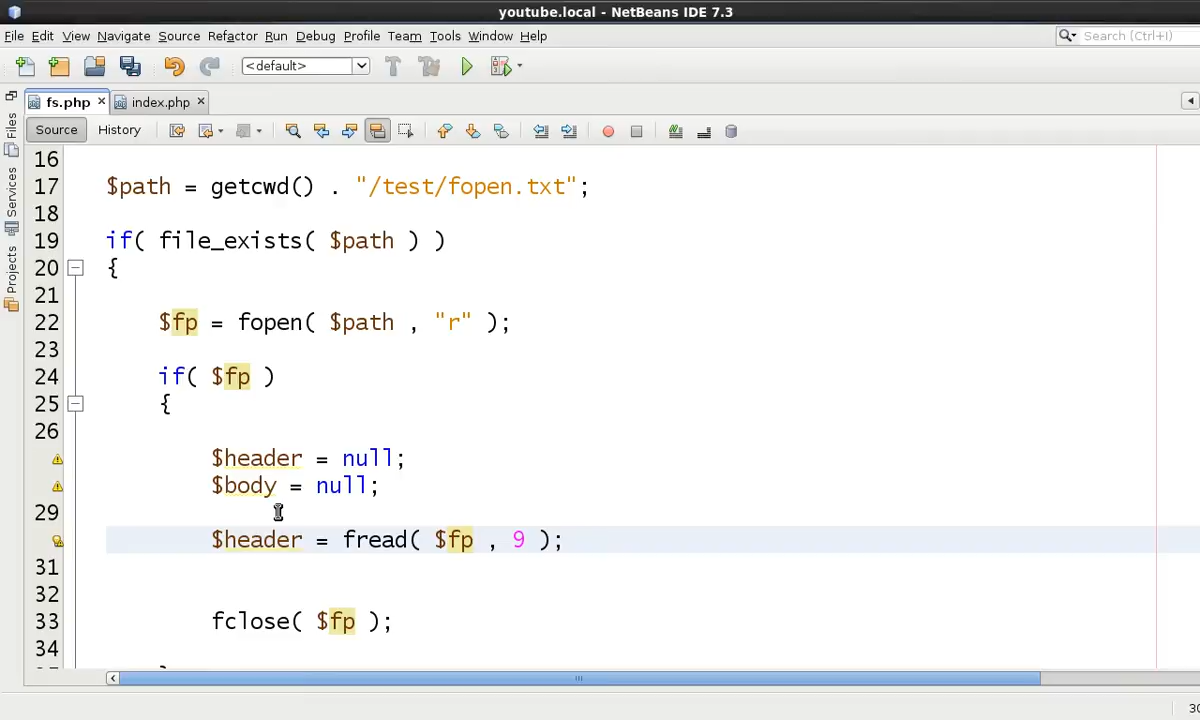 youtube.local - NetBeans IDE 7.3
File Edit View Navigate Source Refactor Run Debug Profile Team Tools Window Help
Search (Ctrl+I)
<default>
fs.php
index.php
Source History
Files
Services
Projects
16
17 $path = getcwd() . "/test/fopen.txt";
18
19 if( file_exists( $path ) )
20 {
21
22 $fp = fopen( $path , "r" );
23
24 if( $fp )
25 {
26
$header = null;
$body = null;
29
$header = fread( $fp , 9 );
31
32
33 fclose( $fp );
34